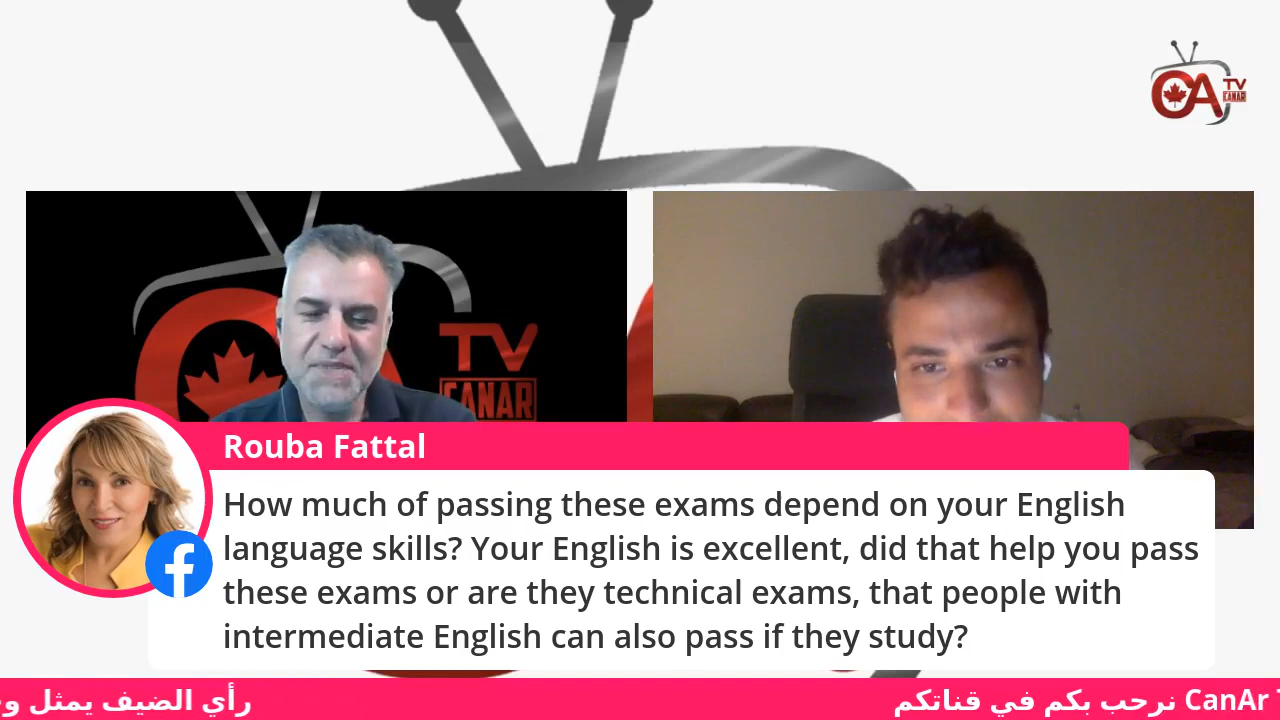 CA TV
CANAR
TV
CANAR
Rouba Fattal
How much of passing these exams depend on your English
language skills? Your English is excellent, did that help you pass
these exams or are they technical exams, that people with
intermediate English can also pass if they study?
نرحب بكم في قناتكم CanAr
رأي الضيف يمثل